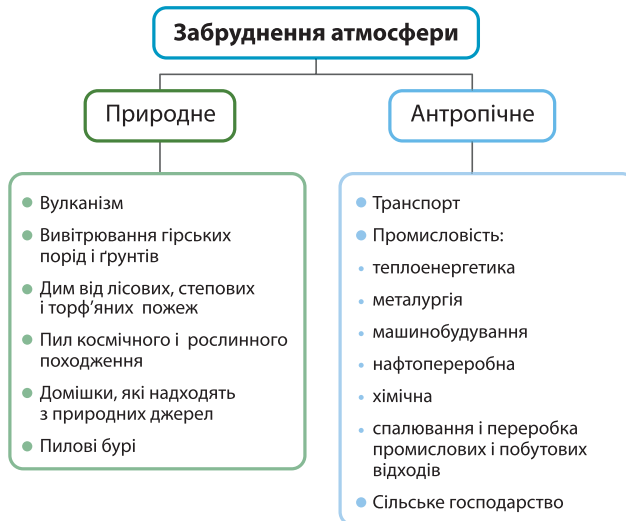 Забруднення атмосфери
Природне
Антропічне
Вулканізм
Вивітрювання гірських
порід і ґрунтів
Дим від лісових, степових
і торф’яних пожеж
Пил космічного і рослинного
походження
Домішки, які надходять
з природних джерел
Пилові бурі
Транспорт
Промисловість:
теплоенергетика
металургія
машинобудування
нафтопереробна
хімічна
спалювання і переробка
промислових і побутових
відходів
Сільське господарство